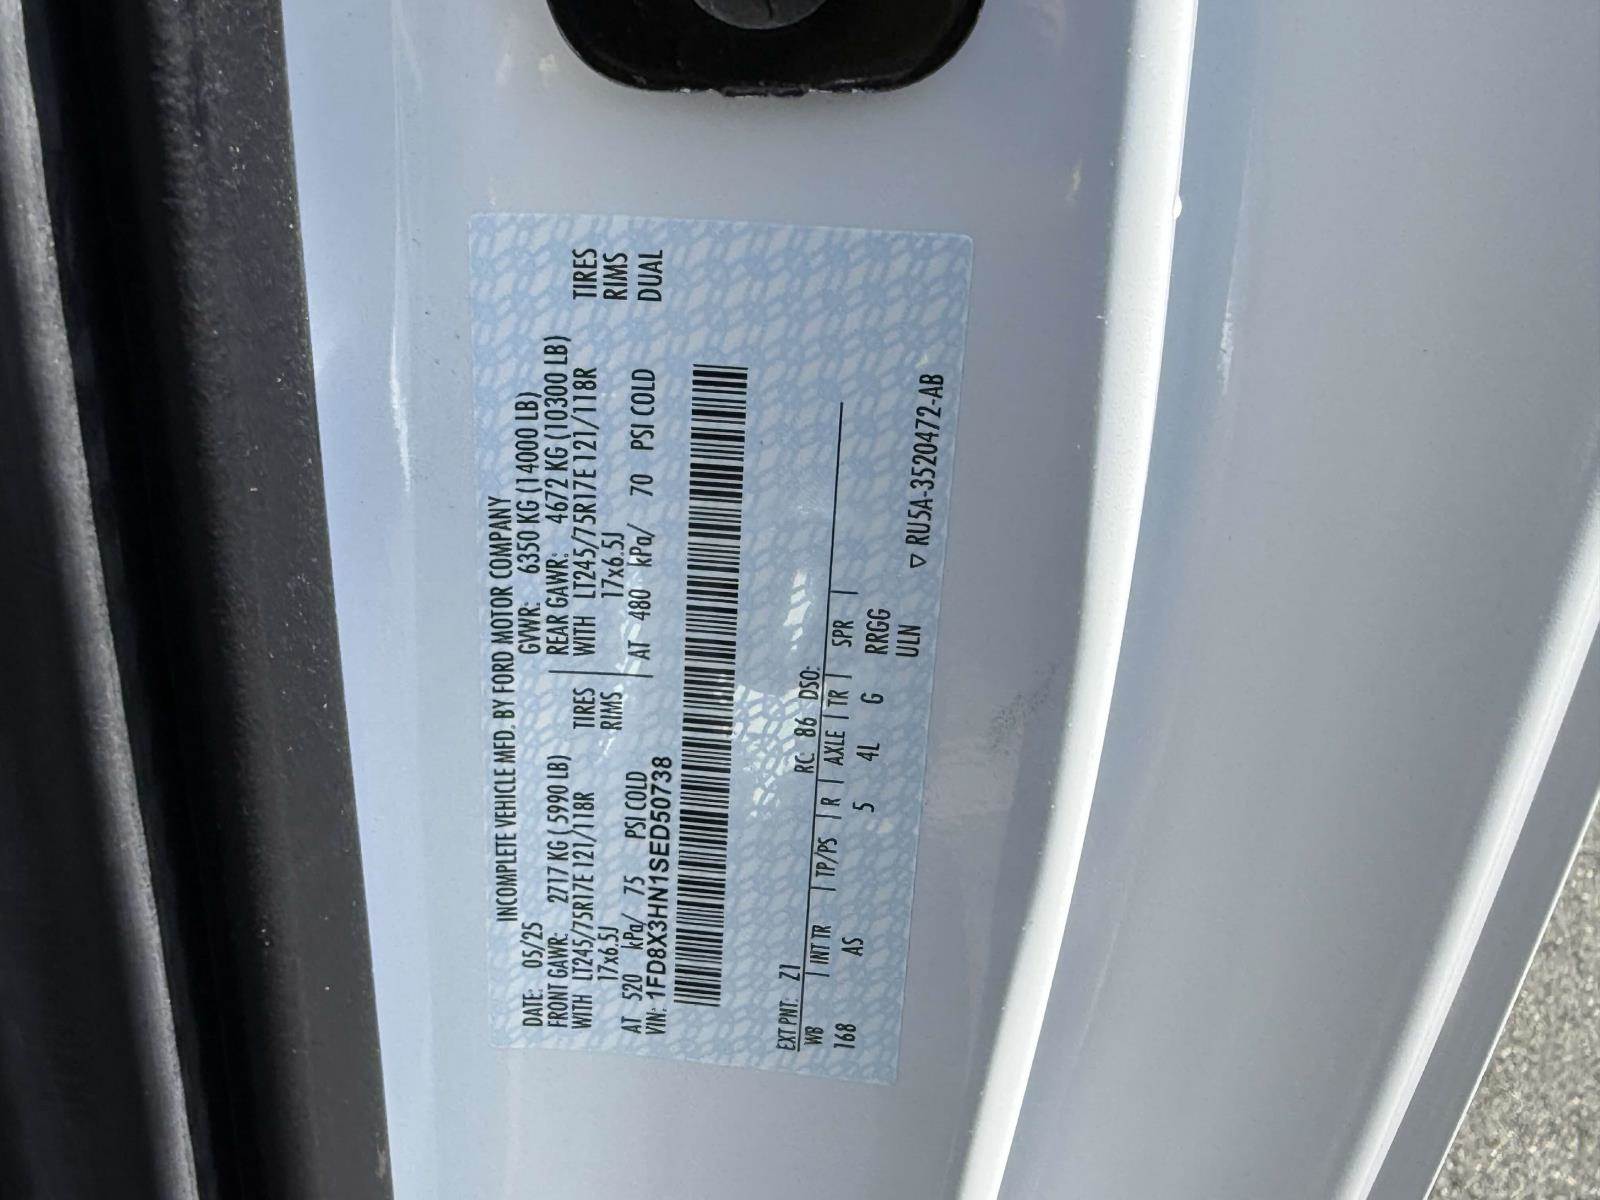 INCOMPLETE VEHICLE MFD. BY FORD MOTOR COMPANY
DATE: 05/25 GVWR: 6350 KG (14000 LB)
FRONT GAWR: 2717 KG (5990 LB) REAR GAWR: 4672 KG (10300 LB)
WITH LT245/75R17E 121/118R TIRES WITH LT245/75R17E 121/118R TIRES
17x6.5J RIMS 17x6.5J RIMS
AT 520 kPa/ 75 PSI COLD AT 480 kPa/ 70 PSI COLD DUAL
VIN: 1FD8X3HN1SED50738
EXT PNT: Z1 RC: 86 DSO:
WB INT TR TP/PS R AXLE TR SPR
168 AS 5 4L G RRGG
ULN
▽ RU5A-3520472-AB